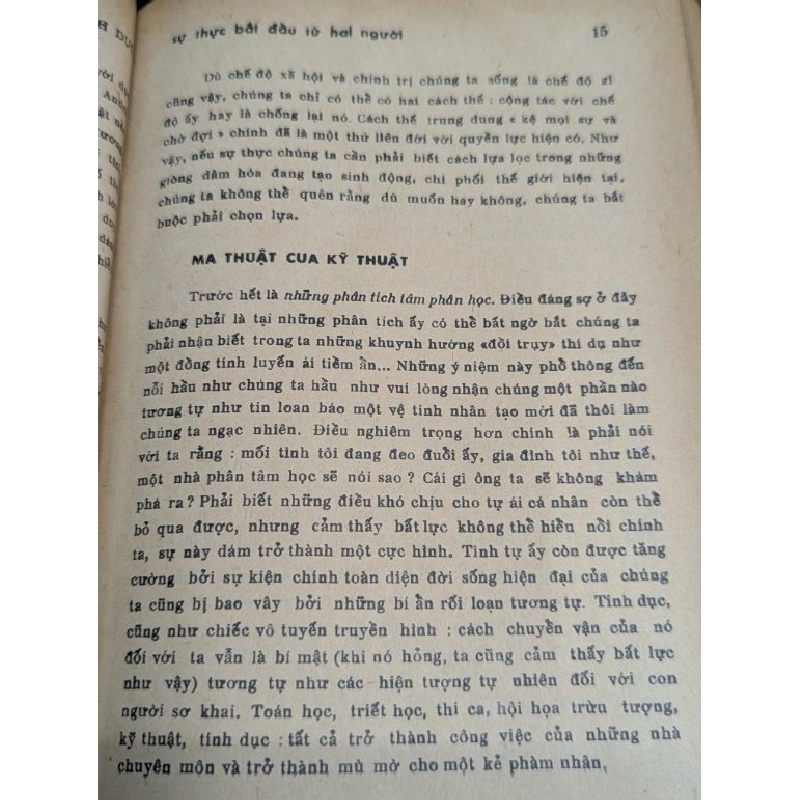 sự thực bắt đầu từ hai người 15
Dù chế độ xã hội và chính trị chúng ta sống là chế độ gì
cũng vậy, chúng ta chỉ có thể có hai cách thế : cộng tác với chế
độ ấy hay là chống lại nó. Cách thế trung dung « kệ mọi sự và
chờ đợi » chính đã là một thứ liên đới với quyền lực hiện có. Như
vậy, nếu sự thực chúng ta cần phải biết cách lựa lọc trong những
giòng đâm hóa đang tạo sinh động, chi phối thế giới hiện tại,
chúng ta không thể quên rằng dù muốn hay không, chúng ta bắt
buộc phải chọn lựa.
MA THUẬT CUA KỸ THUẬT
Trước hết là những phân tích tâm phân học. Điều đáng sợ ở đây
không phải là tại những phân tích ấy có thể bất ngờ bắt chúng ta
phải nhận biết trong ta những khuynh hướng «đồi trụy» thí dụ như
một đồng tính luyến ái tiềm ẩn... Những ý niệm này phổ thông đến
nỗi hầu như chúng ta hầu như vui lòng nhận chúng một phần nào
tương tự như tin loan báo một vệ tinh nhân tạo mới đã thôi làm
chúng ta ngạc nhiên. Điều nghiêm trọng hơn chính là phải nói
với ta rằng : mối tình tôi đang đeo đuổi ấy, gia đình tôi như thế,
một nhà phân tâm học sẽ nói sao ? Cái gì ông ta sẽ không khám
phá ra ? Phải biết những điều khó chịu cho tự ái cá nhân còn thể
bỏ qua được, nhưng cảm thấy bất lực không thể hiểu nổi chính
ta, sự này dám trở thành một cực hình. Tình tự ấy còn được tăng
cường bởi sự kiện chính toàn diện đời sống hiện đại của chúng
ta cũng bị bao vây bởi những bí ẩn rối loạn tương tự. Tính dục,
cũng như chiếc vô tuyến truyền hình : cách chuyển vận của nó
đối với ta vẫn là bí mật (khi nó hỏng, ta cũng cảm thấy bất lực
như vậy) tương tự như các hiện tượng tự nhiên đối với con
người sơ khai. Toán học, triết học, thi ca, hội họa trừu tượng,
kỹ thuật, tính dục : tất cả trở thành công việc của những nhà
chuyên môn và trở thành mù mờ cho một kẻ phàm nhân,